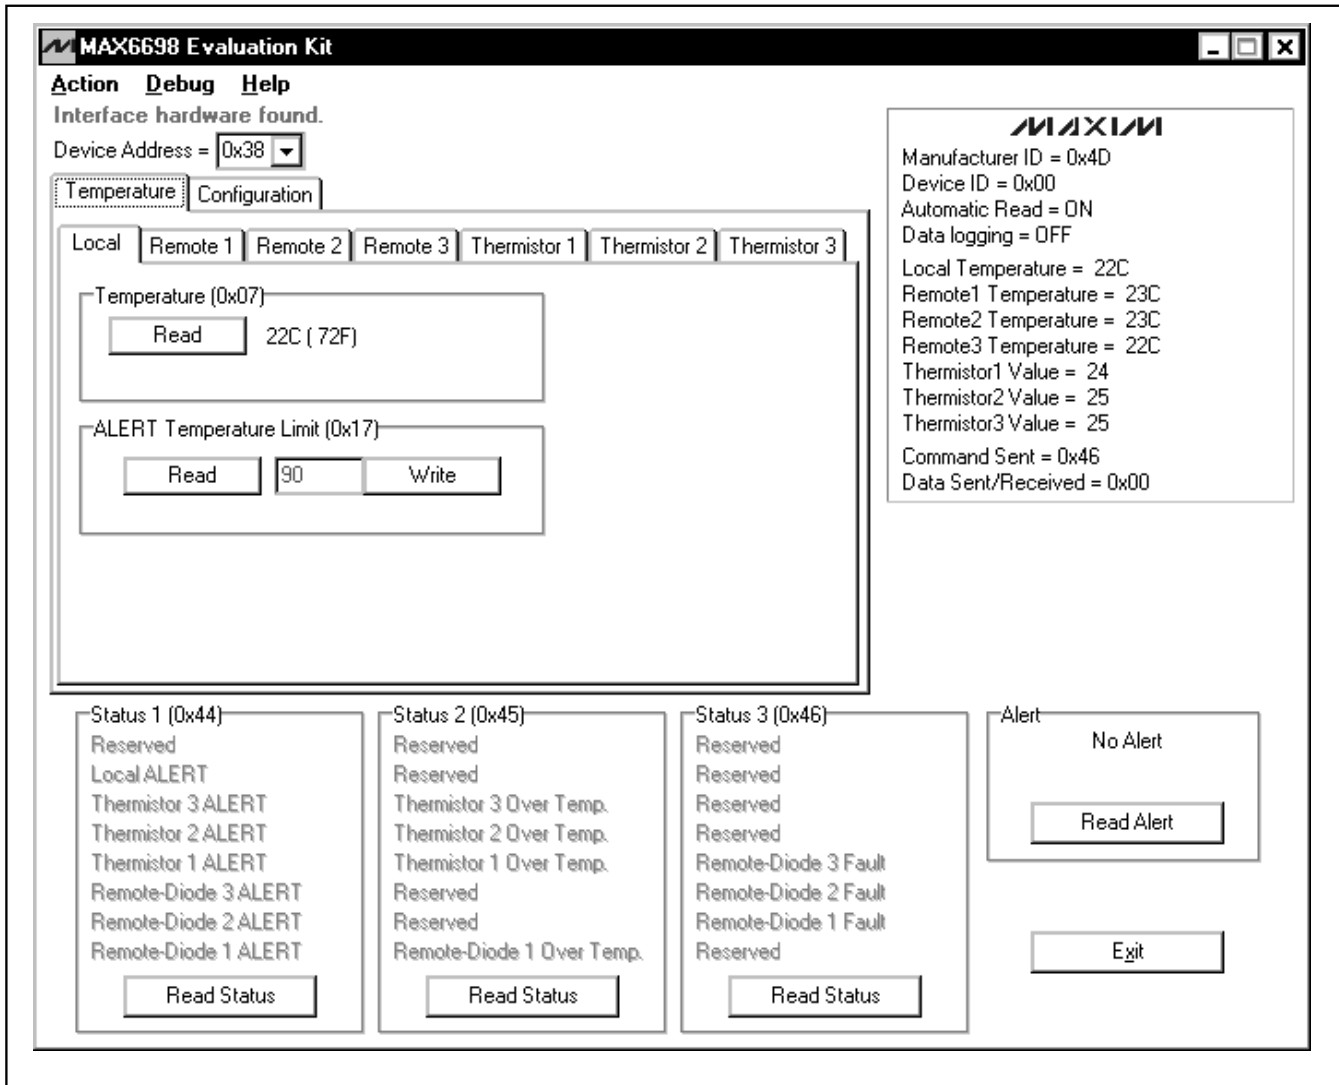 MAX6698 Evaluation Kit
Action Debug Help
Interface hardware found.
Device Address = 0x38
Temperature Configuration
Local Remote 1 Remote 2 Remote 3 Thermistor 1 Thermistor 2 Thermistor 3
Temperature (0x07)
Read 22C ( 72F)
ALERT Temperature Limit (0x17)
Read 90 Write
MAXIM
Manufacturer ID = 0x4D
Device ID = 0x00
Automatic Read = ON
Data logging = OFF
Local Temperature = 22C
Remote1 Temperature = 23C
Remote2 Temperature = 23C
Remote3 Temperature = 22C
Thermistor1 Value = 24
Thermistor2 Value = 25
Thermistor3 Value = 25
Command Sent = 0x46
Data Sent/Received = 0x00
Status 1 (0x44)
Reserved
Local ALERT
Thermistor 3 ALERT
Thermistor 2 ALERT
Thermistor 1 ALERT
Remote-Diode 3 ALERT
Remote-Diode 2 ALERT
Remote-Diode 1 ALERT
Read Status
Status 2 (0x45)
Reserved
Reserved
Thermistor 3 Over Temp.
Thermistor 2 Over Temp.
Thermistor 1 Over Temp.
Reserved
Reserved
Remote-Diode 1 Over Temp.
Read Status
Status 3 (0x46)
Reserved
Reserved
Reserved
Reserved
Remote-Diode 3 Fault
Remote-Diode 2 Fault
Remote-Diode 1 Fault
Reserved
Read Status
Alert
No Alert
Read Alert
Exit